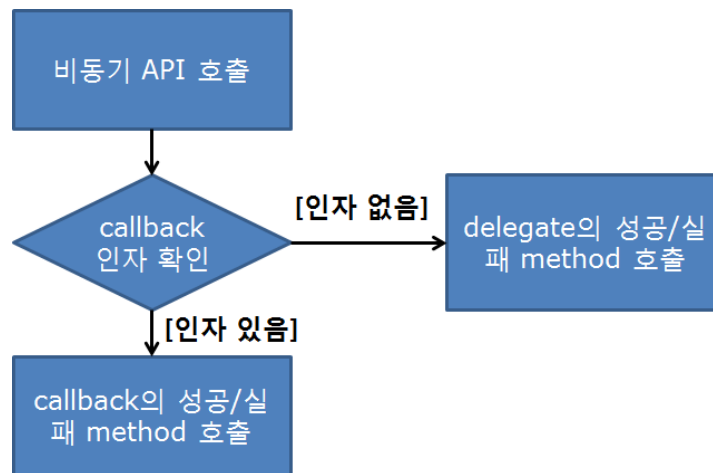 비동기 API 호출
callback
인자 확인
[인자 없음]
delegate의 성공/실
패 method 호출
[인자 있음]
callback의 성공/실
패 method 호출